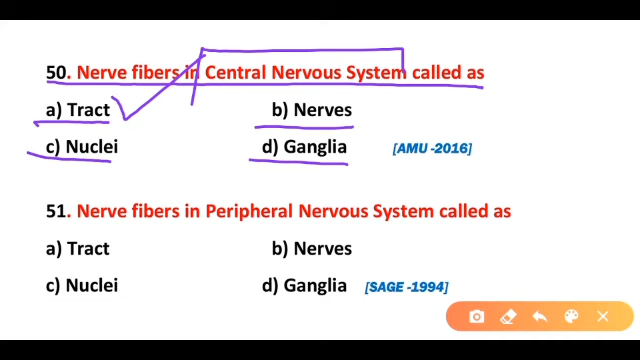 50. Nerve fibers in Central Nervous System called as
a) Tract b) Nerves
c) Nuclei d) Ganglia [AMU -2016]
51. Nerve fibers in Peripheral Nervous System called as
a) Tract b) Nerves
c) Nuclei d) Ganglia [SAGE -1994]